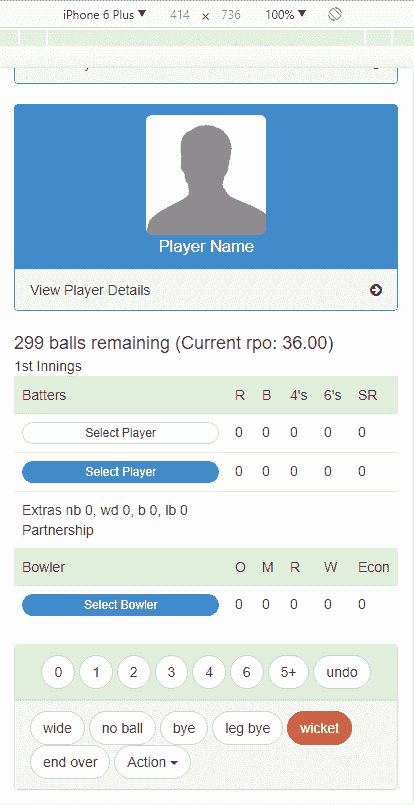 iPhone 6 Plus ▼ 414 × 736 100% ▼
Player Name
View Player Details
299 balls remaining (Current rpo: 36.00)
1st Innings
Batters R B 4's 6's SR
Select Player 0 0 0 0 0
Select Player 0 0 0 0 0
Extras nb 0, wd 0, b 0, lb 0
Partnership
Bowler O M R W Econ
Select Bowler 0 0 0 0 0
0 1 2 3 4 6 5+ undo
wide no ball bye leg bye wicket
end over Action